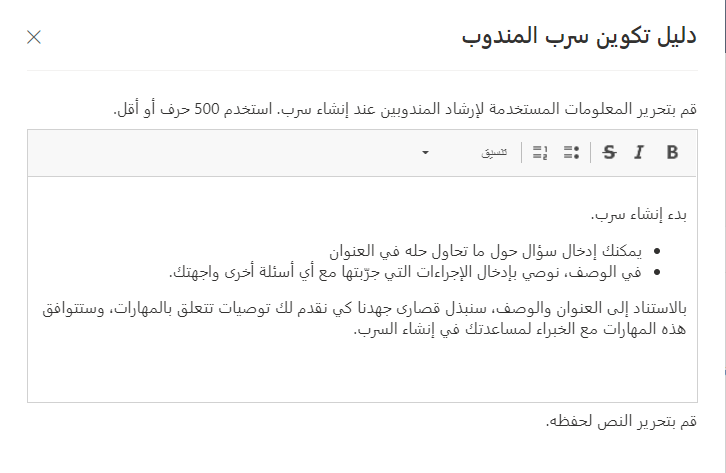 دليل تكوين سرب المندوب
قم بتحرير المعلومات المستخدمة لإرشاد المندوبين عند إنشاء سرب. استخدم 500 حرف أو أقل.
B I S تنسيق
بدء إنشاء سرب.
• يمكنك إدخال سؤال حول ما تحاول حله في العنوان
• في الوصف، نوصي بإدخال الإجراءات التي جرّبتها مع أي أسئلة أخرى واجهتك.
بالاستناد إلى العنوان والوصف، سنبذل قصارى جهدنا كي نقدم لك توصيات تتعلق بالمهارات، وستتوافق
هذه المهارات مع الخبراء لمساعدتك في إنشاء السرب.
قم بتحرير النص لحفظه.